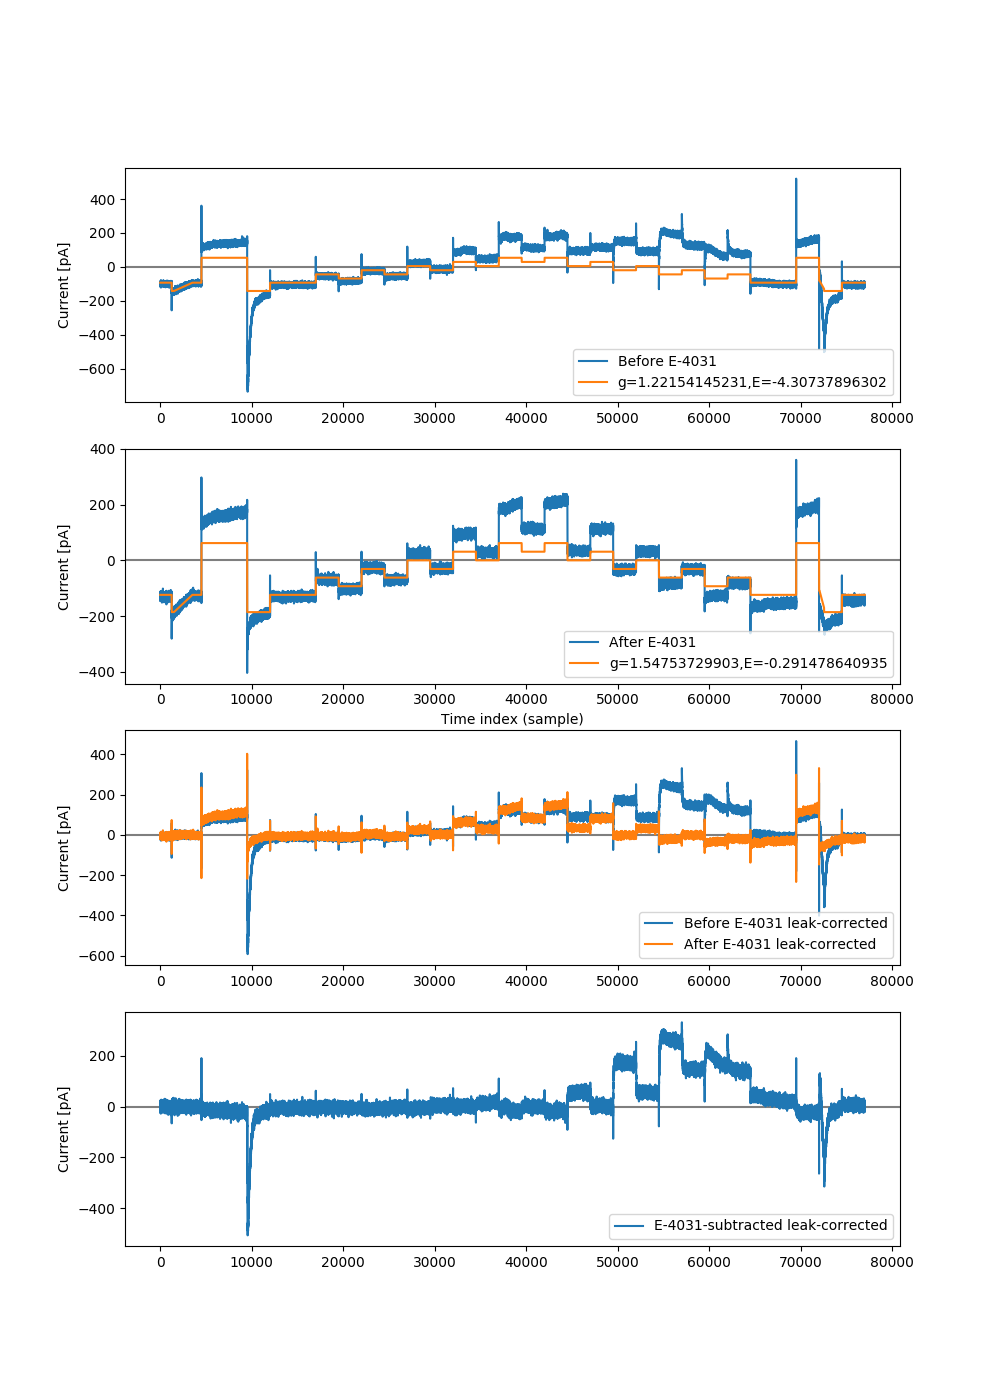 400
200
0
−200
−400
−600
Current [pA]
Before E-4031
g=1.22154145231,E=-4.30737896302
0 10000 20000 30000 40000 50000 60000 70000 80000
400
200
0
−200
−400
Current [pA]
After E-4031
g=1.54753729903,E=-0.291478640935
0 10000 20000 30000 40000 50000 60000 70000 80000
Time index (sample)
400
200
0
−200
−400
−600
Current [pA]
Before E-4031 leak-corrected
After E-4031 leak-corrected
0 10000 20000 30000 40000 50000 60000 70000 80000
200
0
−200
−400
Current [pA]
E-4031-subtracted leak-corrected
0 10000 20000 30000 40000 50000 60000 70000 80000